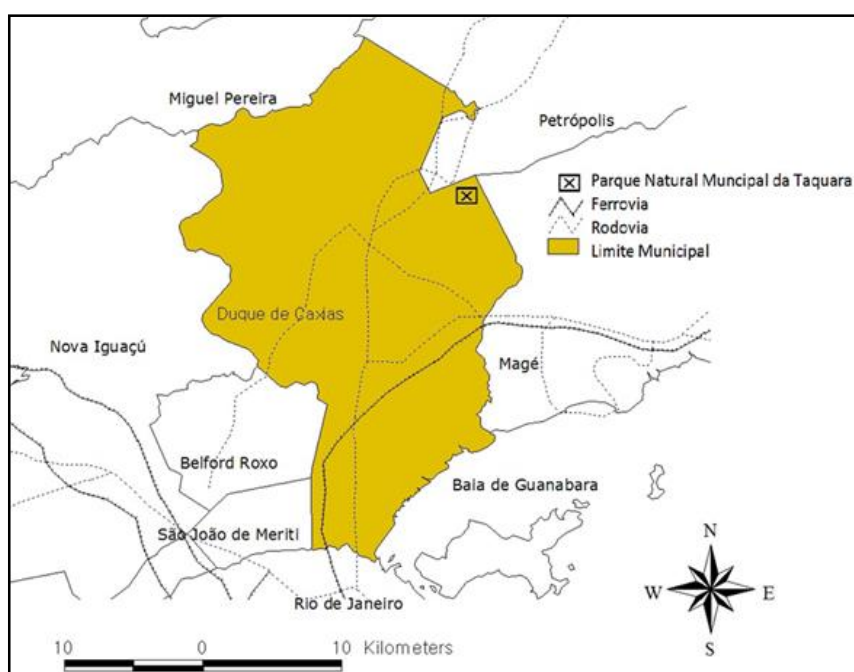 Miguel Pereira
Petrópolis
Parque Natural Muncipal da Taquara
Ferrovia
Rodovia
Limite Municipal
Duque de Caxias
Nova Iguaçú
Magé
Belford Roxo
Baia de Guanabara
São João de Meriti
Rio de Janeiro
N
W E
S
10 0 10 Kilometers